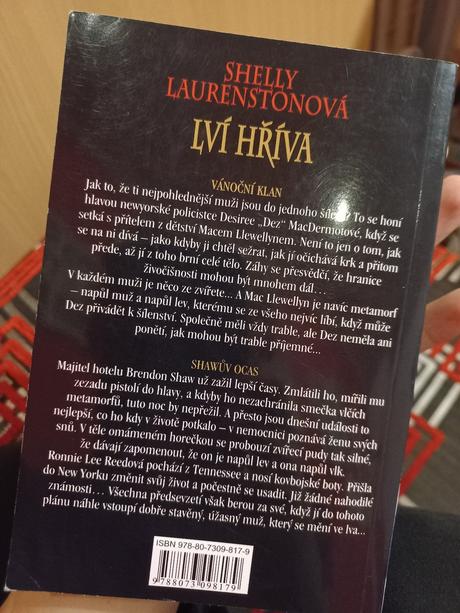 SHELLY
LAURENSTONOVÁ
LVÍ HŘÍVA
VÁNOČNÍ KLAN
Jak to, že ti nejpohlednější muži jsou do jednoho šílení? To se honí
hlavou newyorské policistce Desiree „Dez" MacDermotové, když se
setká s přítelem z dětství Macem Llewellynem. Není to jen o tom, jak
se na ni dívá – jako kdyby ji chtěl sežrat, jak jí očichává krk a přitom
přede, až jí z toho brní celé tělo. Záhy se přesvědčí, že hranice
živočišnosti mohou být mnohem dál…
V každém muži je něco ze zvířete... A Mac Llewellyn je navíc metamorf
– napůl muž a napůl lev, kterému se ze všeho nejvíc líbí, když může
Dez přivádět k šílenství. Společně měli vždy trable, ale Dez neměla ani
ponětí, jak mohou být trable příjemné...
SHAWŮV OCAS
Majitel hotelu Brendon Shaw už zažil lepší časy. Zmlátili ho, mířili mu
zezadu pistolí do hlavy, a kdyby ho nezachránila smečka vlčích
metamorfů, tuto noc by nepřežil. A přesto jsou dnešní události to
nejlepší, co ho kdy v životě potkalo – v nemocnici poznává ženu svých
snů. V těle omámeném horečkou se probouzí zvířecí pudy tak silné,
že dávají zapomenout, že on je napůl lev a ona napůl vlk.
Ronnie Lee Reedová pochází z Tennessee a nosí kovbojské boty. Přišla
do New Yorku změnit svůj život a počestně se usadit. Již žádné nahodilé
známosti… Všechna předsevzetí však berou za své, když jí do tohoto
plánu náhle vstoupí dobře stavěný, úžasný muž, který se mění ve lva...
ISBN 978-80-7309-817-9
9 788073 098179